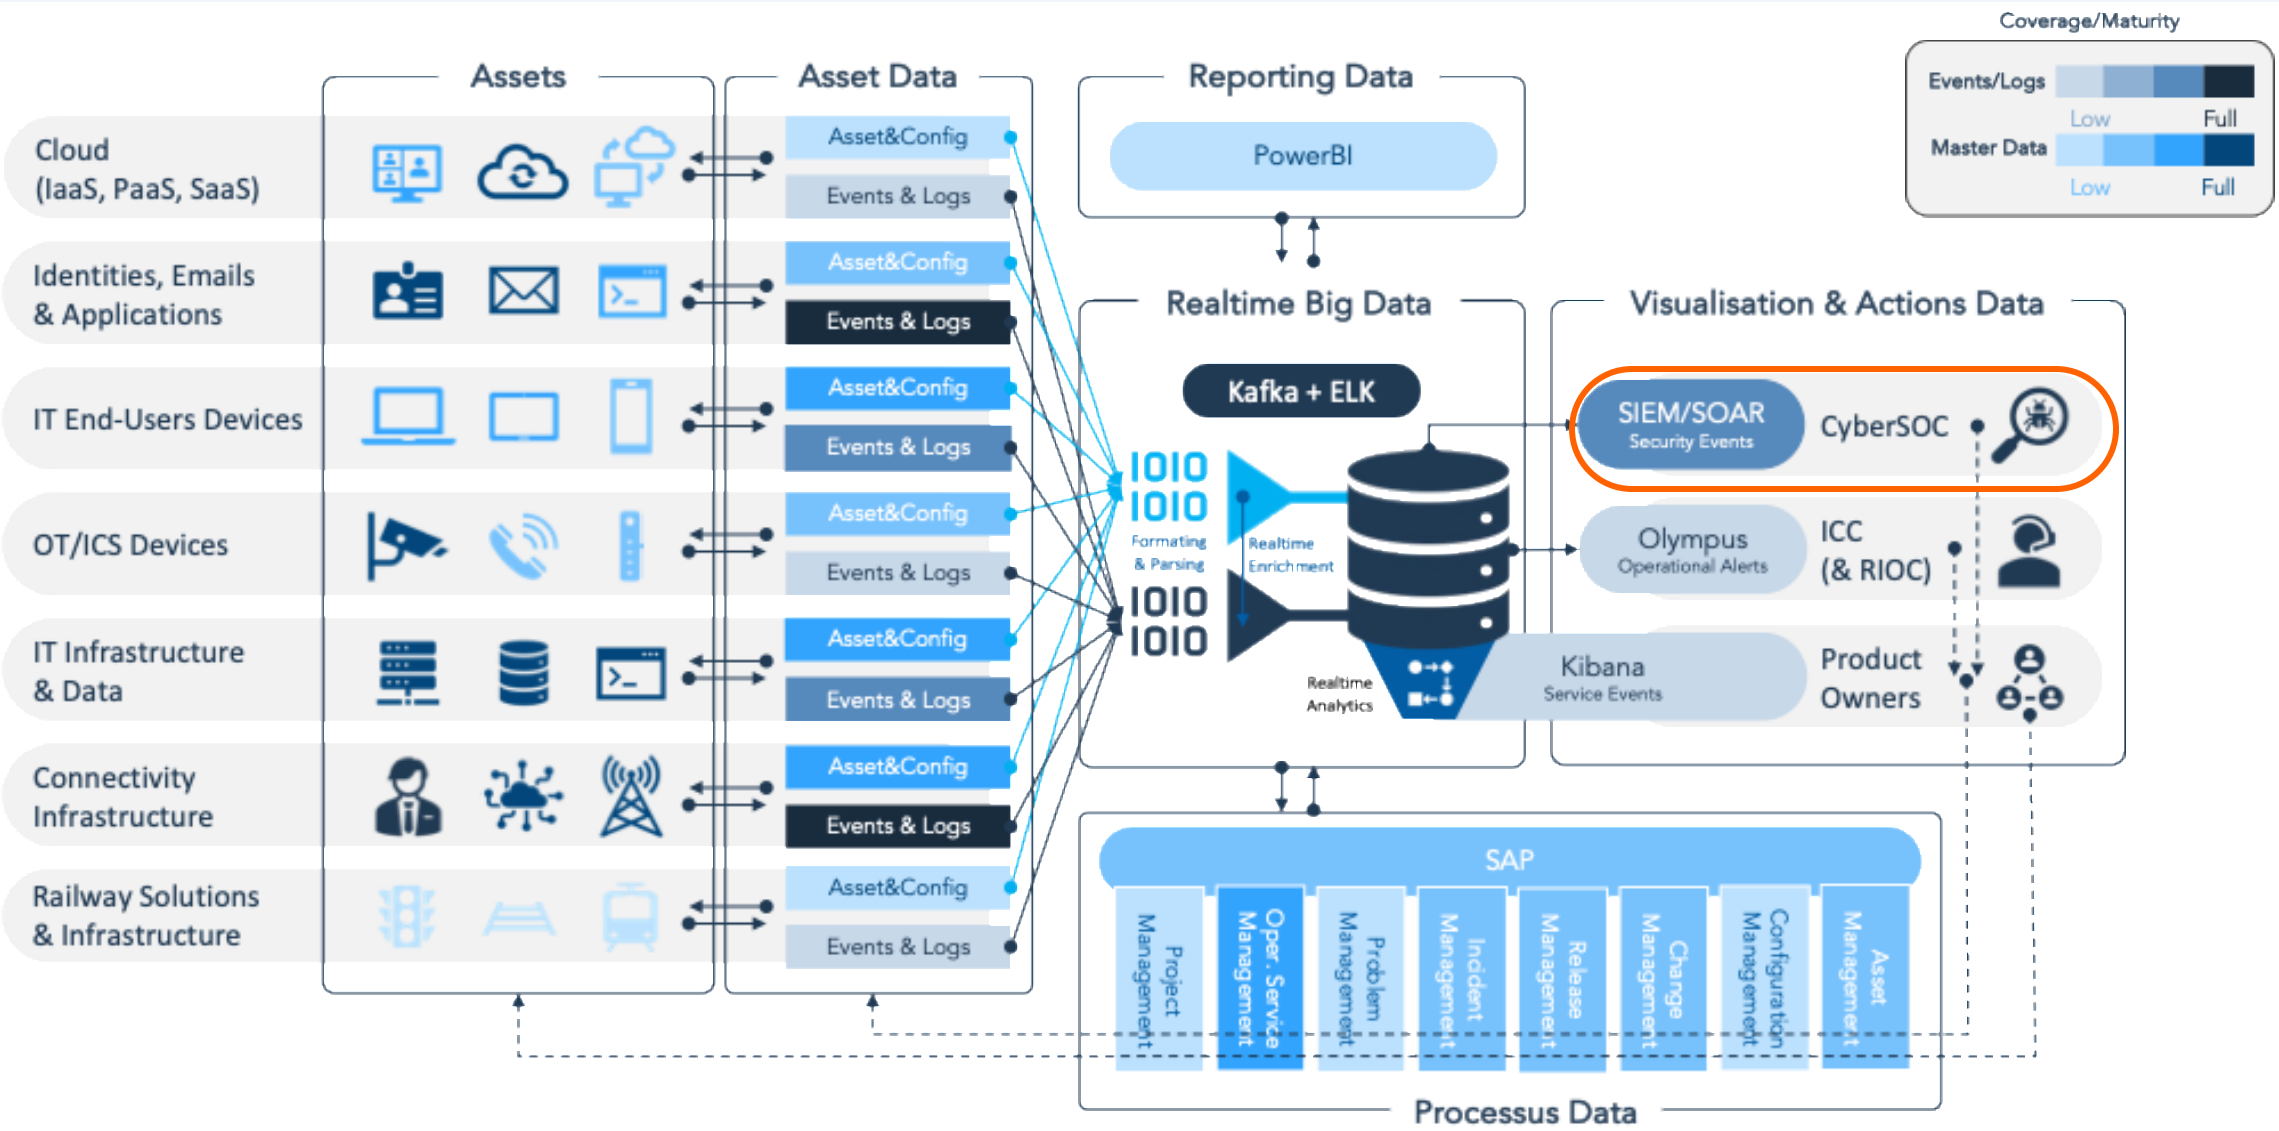 Coverage/Maturity
Events/Logs
Low
Full
Master Data
Low
Full
Assets
Asset Data
Reporting Data
Cloud
(IaaS, PaaS, SaaS)
Asset&Config
Events & Logs
PowerBI
Identities, Emails
& Applications
Asset&Config
Events & Logs
IT End-Users Devices
Asset&Config
Events & Logs
OT/ICS Devices
Asset&Config
Events & Logs
IT Infrastructure
& Data
Asset&Config
Events & Logs
Connectivity
Infrastructure
Asset&Config
Events & Logs
Railway Solutions
& Infrastructure
Asset&Config
Events & Logs
Realtime Big Data
Kafka + ELK
IOIO
IOIO
Formating
& Parsing
Realtime
Enrichment
IOIO
IOIO
Realtime
Analytics
Visualisation & Actions Data
SIEM/SOAR
Security Events
CyberSOC
Olympus
Operational Alerts
ICC
(& RIOC)
Kibana
Service Events
Product
Owners
SAP
Project
Management
Oper. Service
Management
Problem
Management
Incident
Management
Release
Management
Change
Management
Configuration
Management
Asset
Management
Processus Data